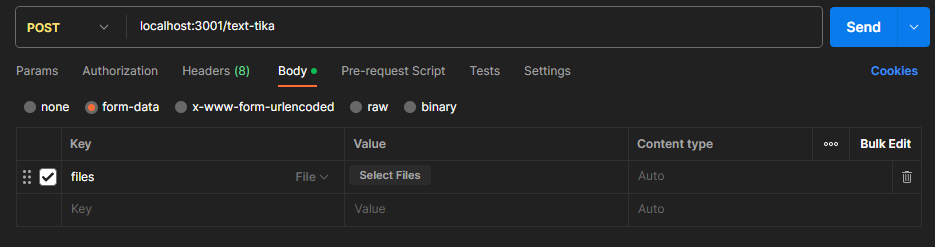 POST localhost:3001/text-tika Send
Params Authorization Headers (8) Body Pre-request Script Tests Settings Cookies
none form-data x-www-form-urlencoded raw binary
Key Value Content type Bulk Edit
files File Select Files Auto
Key Value Auto